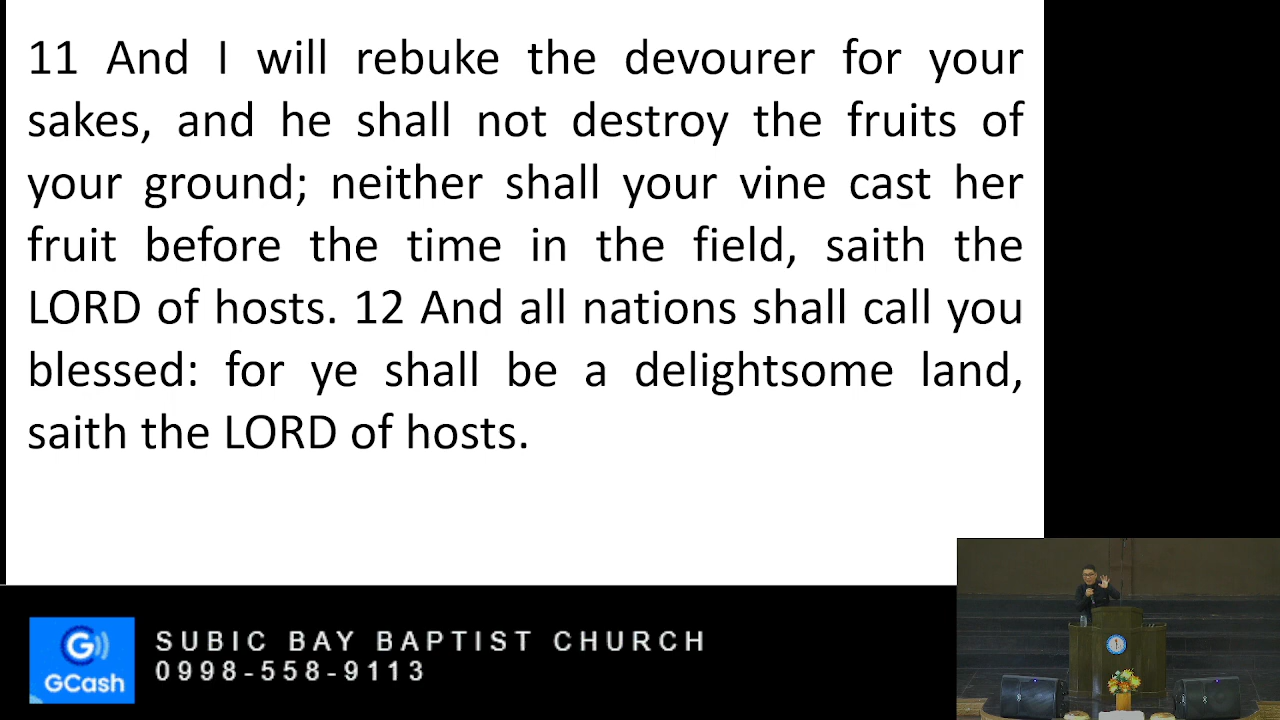 11 And I will rebuke the devourer for your
sakes, and he shall not destroy the fruits of
your ground; neither shall your vine cast her
fruit before the time in the field, saith the
LORD of hosts. 12 And all nations shall call you
blessed: for ye shall be a delightsome land,
saith the LORD of hosts.
G
GCash
SUBIC BAY BAPTIST CHURCH
0998-558-9113